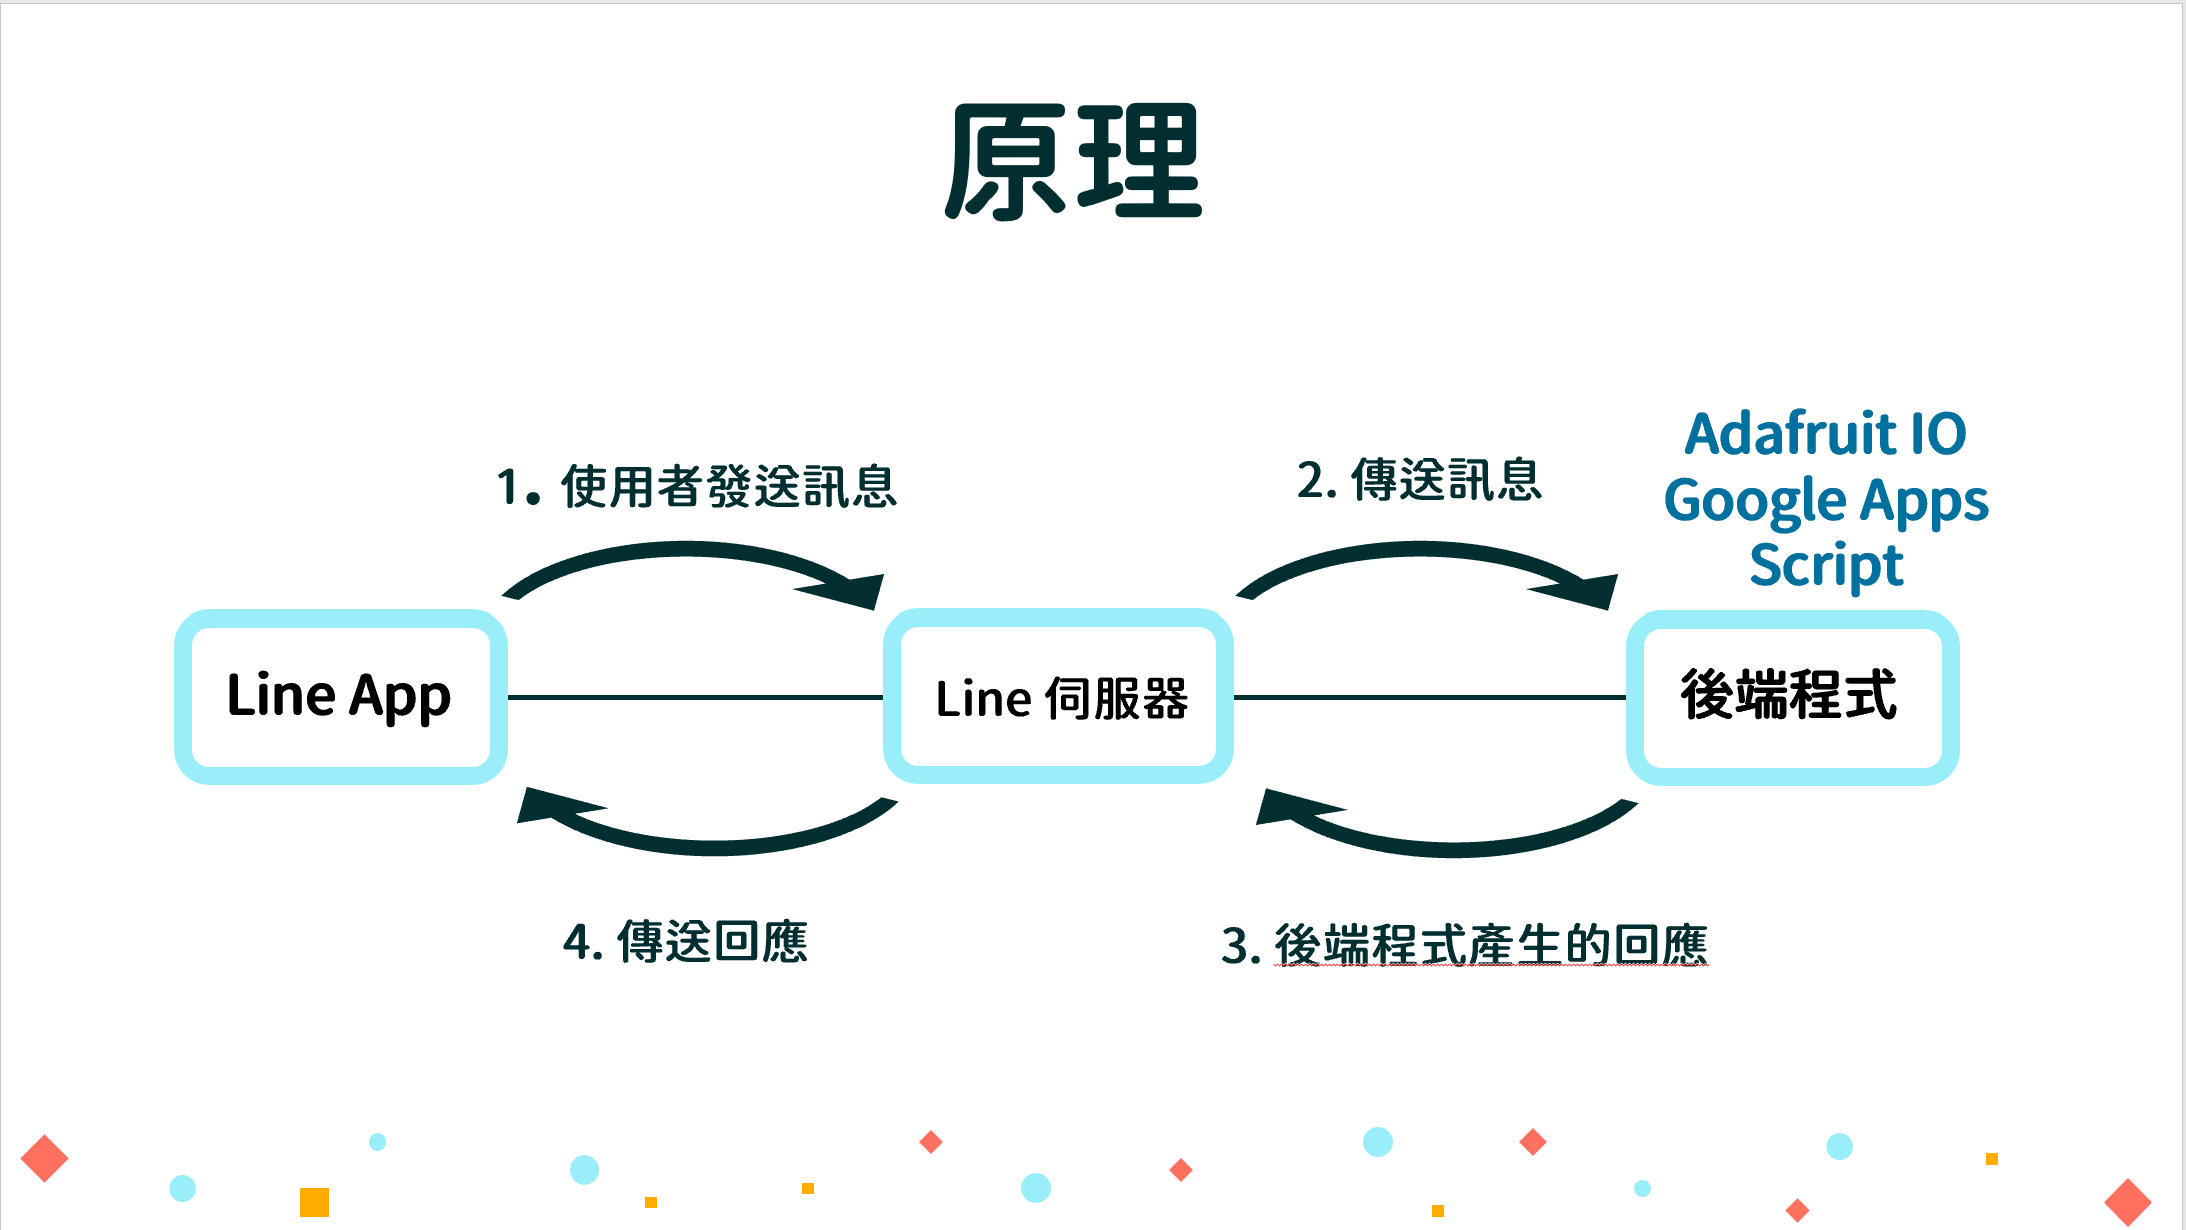 原理
Adafruit IO
Google Apps
Script
1. 使用者發送訊息
2. 傳送訊息
Line App
Line 伺服器
後端程式
4. 傳送回應
3. 後端程式產生的回應